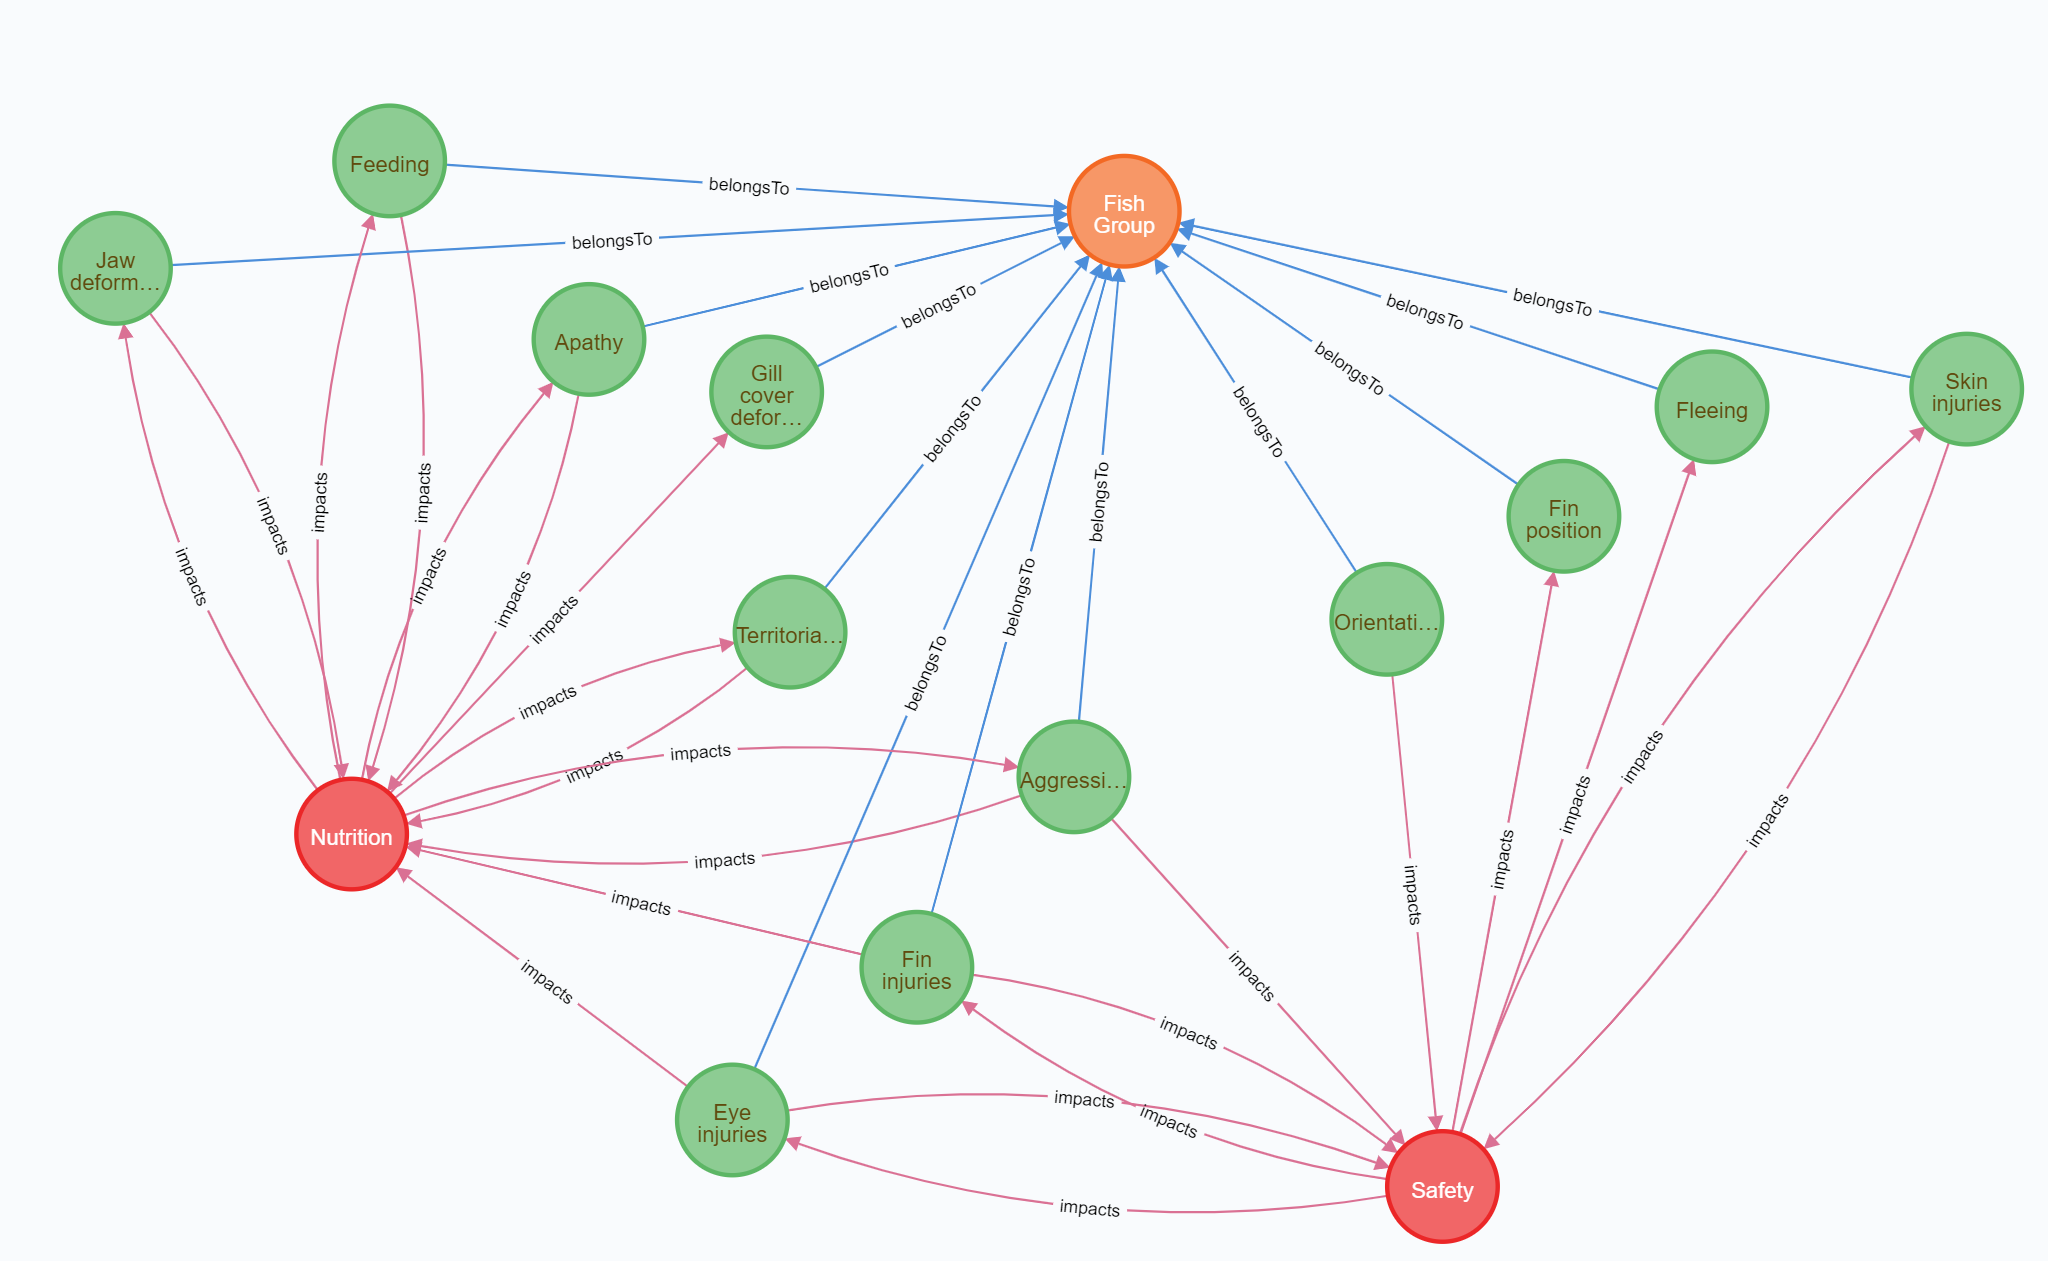 Feeding
belongsTo
Fish
Group
Jaw
deform…
belongsTo
belongsTo
Apathy
belongsTo
Gill
cover
defor…
belongsTo
belongsTo
belongsTo
belongsTo
Fleeing
Skin
injuries
belongsTo
belongsTo
belongsTo
Fin
position
impacts
impacts
impacts
impacts
impacts
impacts
impacts
belongsTo
belongsTo
Territoria…
Orientati…
impacts
impacts
impacts
Aggressi…
impacts
impacts
impacts
impacts
Nutrition
impacts
impacts
impacts
impacts
Fin
injuries
impacts
impacts
impacts
impacts
impacts
Eye
injuries
Safety
impacts